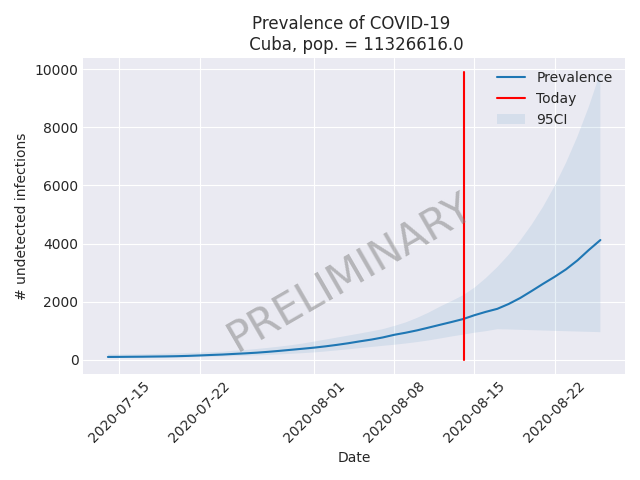 Prevalence of COVID-19
Cuba, pop. = 11326616.0
10000
8000
6000
4000
2000
0
# undetected infections
Prevalence
Today
95CI
PRELIMINARY
2020-07-15
2020-07-22
2020-08-01
2020-08-08
2020-08-15
2020-08-22
Date